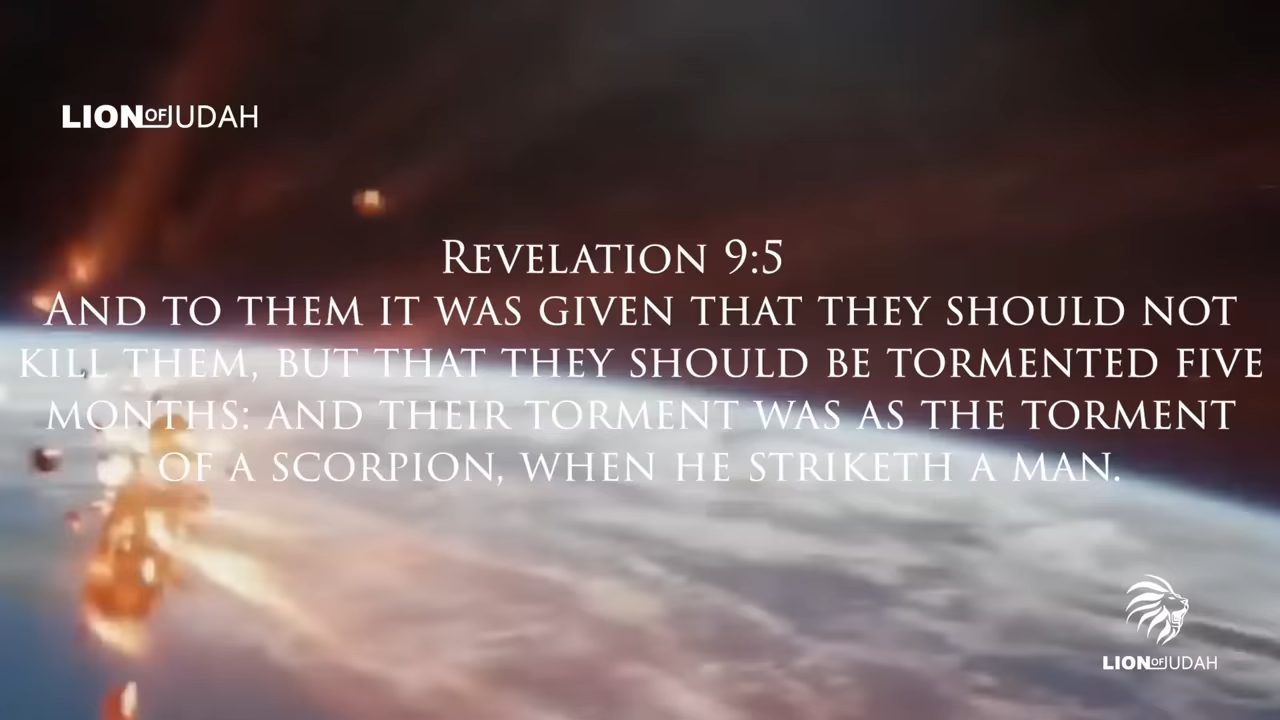 LION OF JUDAH
Revelation 9:5
And to them it was given that they should not
kill them, but that they should be tormented five
months: and their torment was as the torment
of a scorpion, when he striketh a man.
LION OF JUDAH